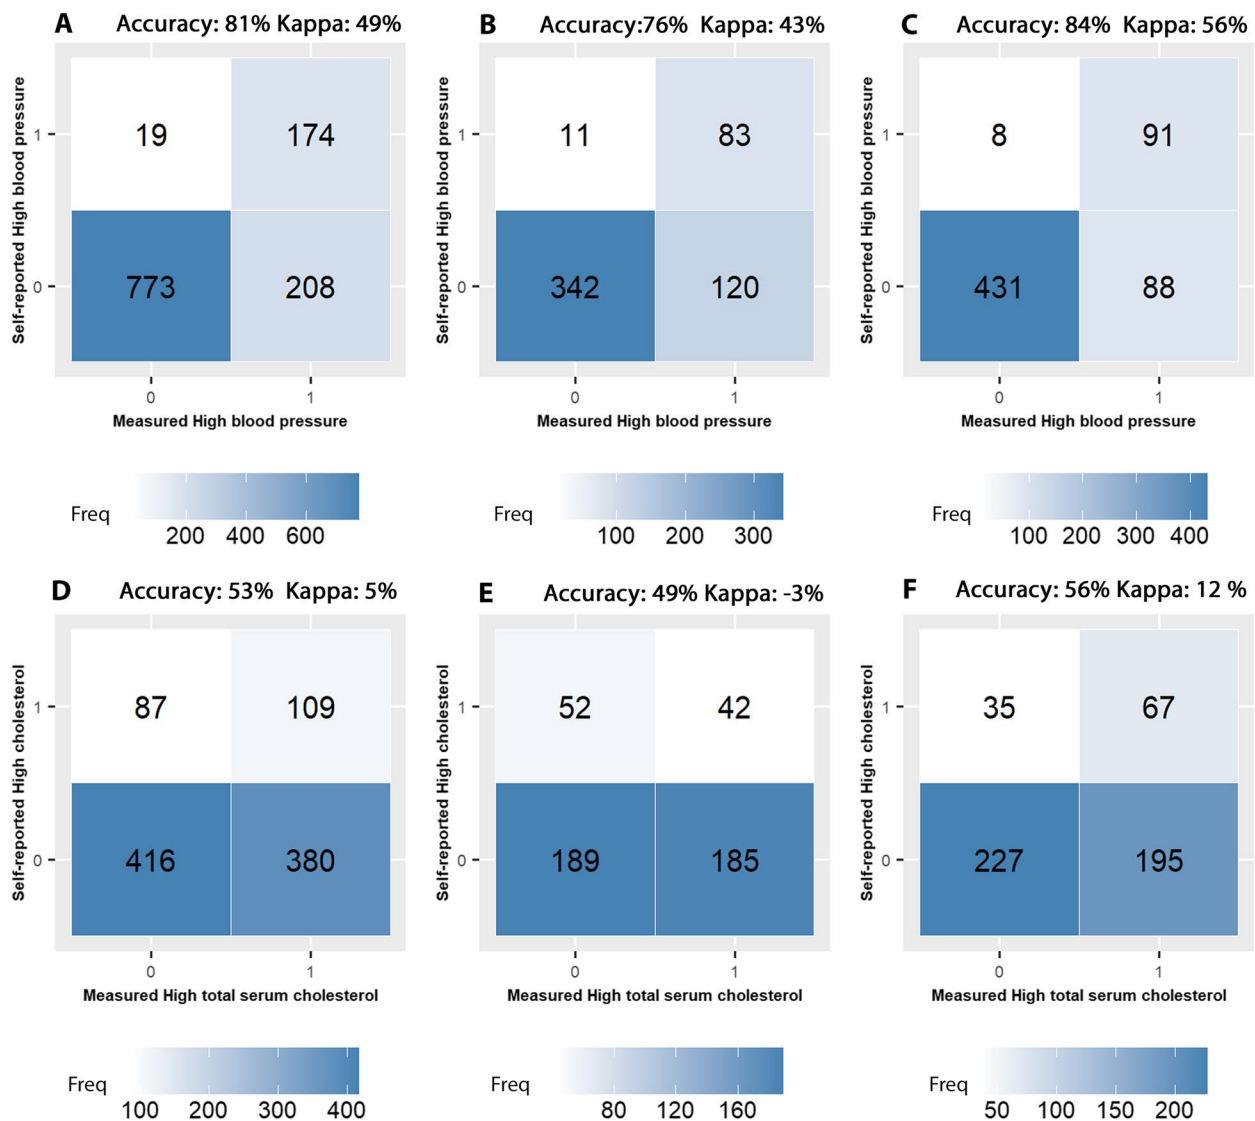 A Accuracy: 81% Kappa: 49%
Self-reported High blood pressure
1
19
174
0
773
208
0
1
Measured High blood pressure
Freq
200 400 600
B Accuracy:76% Kappa: 43%
Self-reported High blood pressure
1
11
83
0
342
120
0
1
Measured High blood pressure
Freq
100 200 300
C Accuracy: 84% Kappa: 56%
Self-reported High blood pressure
1
8
91
0
431
88
0
1
Measured High blood pressure
Freq
100 200 300 400
D Accuracy: 53% Kappa: 5%
Self-reported High cholesterol
1
87
109
0
416
380
0
1
Measured High total serum cholesterol
Freq
100 200 300 400
E Accuracy: 49% Kappa: -3%
Self-reported High cholesterol
1
52
42
0
189
185
0
1
Measured High total serum cholesterol
Freq
80 120 160
F Accuracy: 56% Kappa: 12 %
Self-reported High cholesterol
1
35
67
0
227
195
0
1
Measured High total serum cholesterol
Freq
50 100 150 200